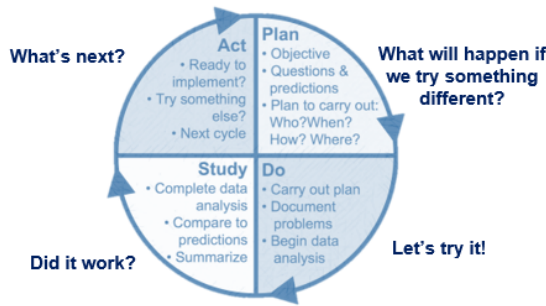 What's next?
Act
• Ready to
implement?
• Try something
else?
• Next cycle
Plan
• Objective
• Questions &
predictions
• Plan to carry out:
Who?When?
How? Where?
What will happen if
we try something
different?
Study
• Complete data
analysis
• Compare to
predictions
• Summarize
Do
• Carry out plan
• Document
problems
• Begin data
analysis
Did it work?
Let's try it!